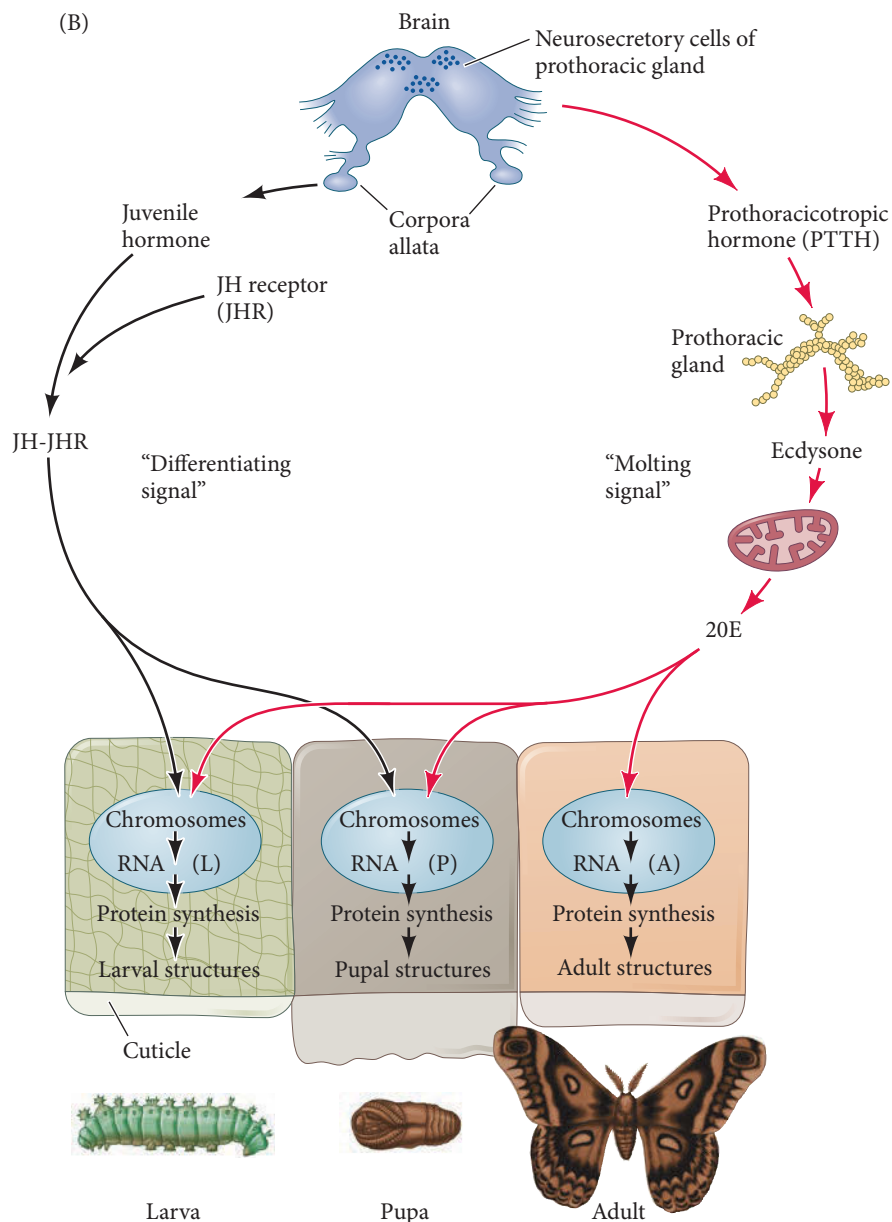 (B)
Brain
Neurosecretory cells of
prothoracic gland
Juvenile
hormone
Corpora
allata
Prothoracicotropic
hormone (PTTH)
JH receptor
(JHR)
Prothoracic
gland
JH-JHR
“Differentiating
signal”
“Molting
signal”
Ecdysone
20E
Chromosomes
RNA (L)
Protein synthesis
Larval structures
Chromosomes
RNA (P)
Protein synthesis
Pupal structures
Chromosomes
RNA (A)
Protein synthesis
Adult structures
Cuticle
Larva
Pupa
Adult